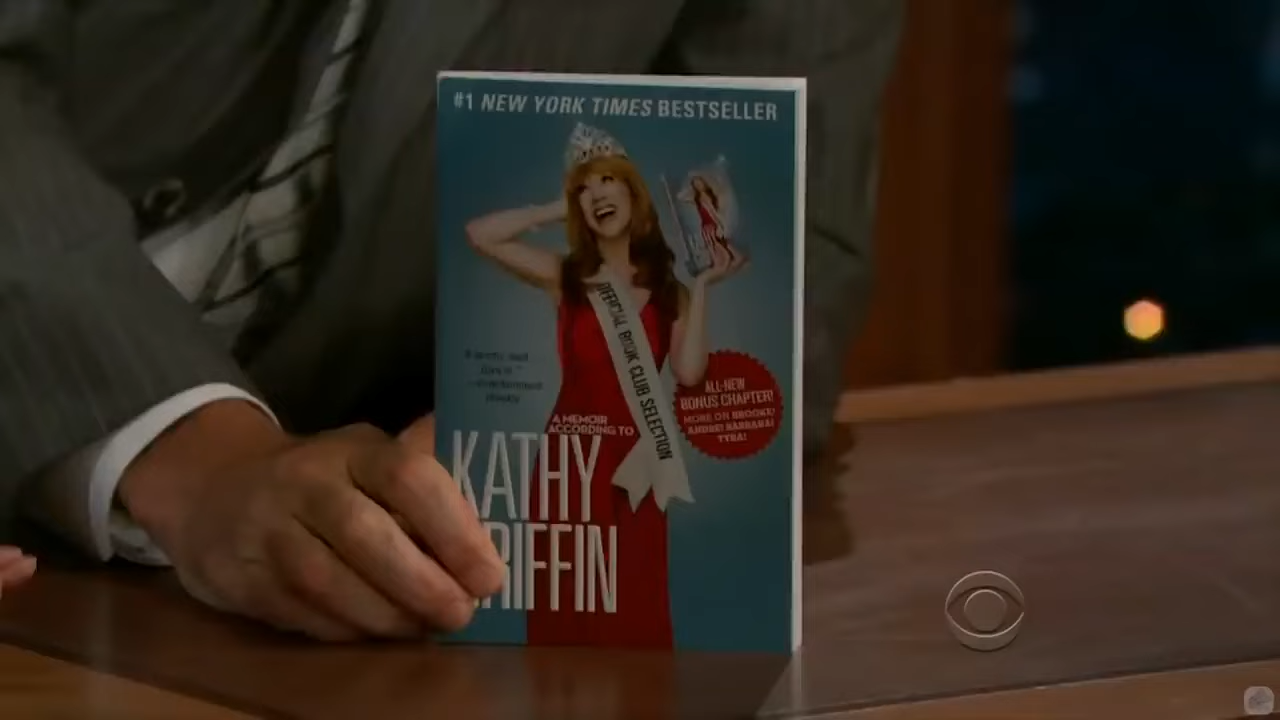 #1 NEW YORK TIMES BESTSELLER
OFFICIAL BOOK CLUB SELECTION
ALL-NEW
BONUS CHAPTER!
MORE ON BROOKE!
ANDRE! BARBARA!
TYRA!
A MEMOIR
ACCORDING TO
KATHY
RIFFIN